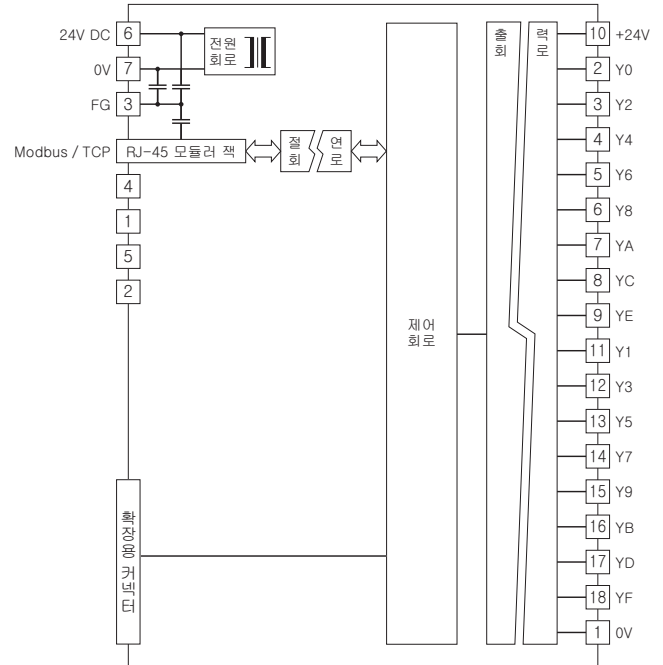 24V DC 6
0V 7
FG 3
전원
회로
Modbus / TCP RJ-45 모듈러 잭
절연
회로
4
1
5
2
확장용 커넥터
제어
회로
출력
회로
10 +24V
2 Y0
3 Y2
4 Y4
5 Y6
6 Y8
7 YA
8 YC
9 YE
11 Y1
12 Y3
13 Y5
14 Y7
15 Y9
16 YB
17 YD
18 YF
1 0V